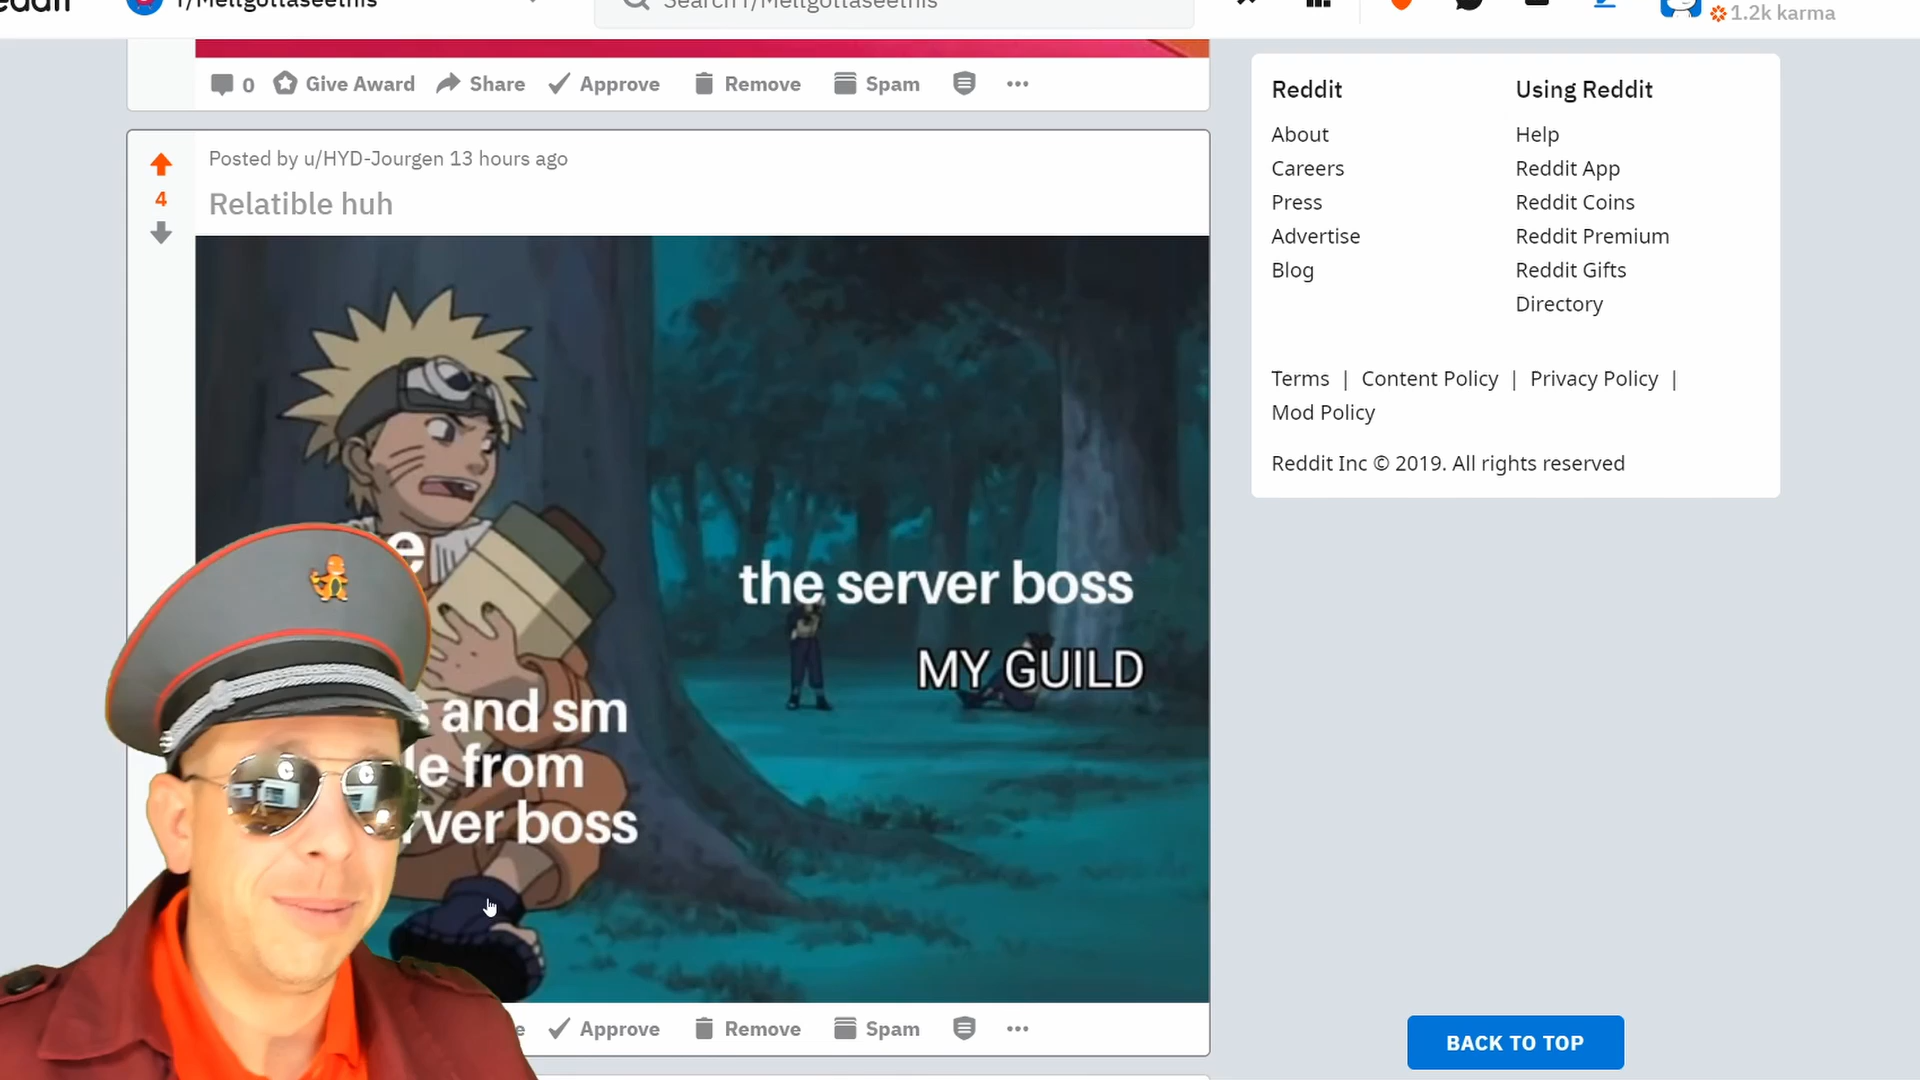 r/Mellgottaseethis
Search r/Mellgottaseethis
1.2k karma
0 Give Award Share Approve Remove Spam
Posted by u/HYD-Jourgen 13 hours ago
4
Relatible huh
the server boss
MY GUILD
and sm
from
boss
Approve Remove Spam
Reddit
About
Careers
Press
Advertise
Blog
Using Reddit
Help
Reddit App
Reddit Coins
Reddit Premium
Reddit Gifts
Directory
Terms | Content Policy | Privacy Policy |
Mod Policy
Reddit Inc © 2019. All rights reserved
BACK TO TOP